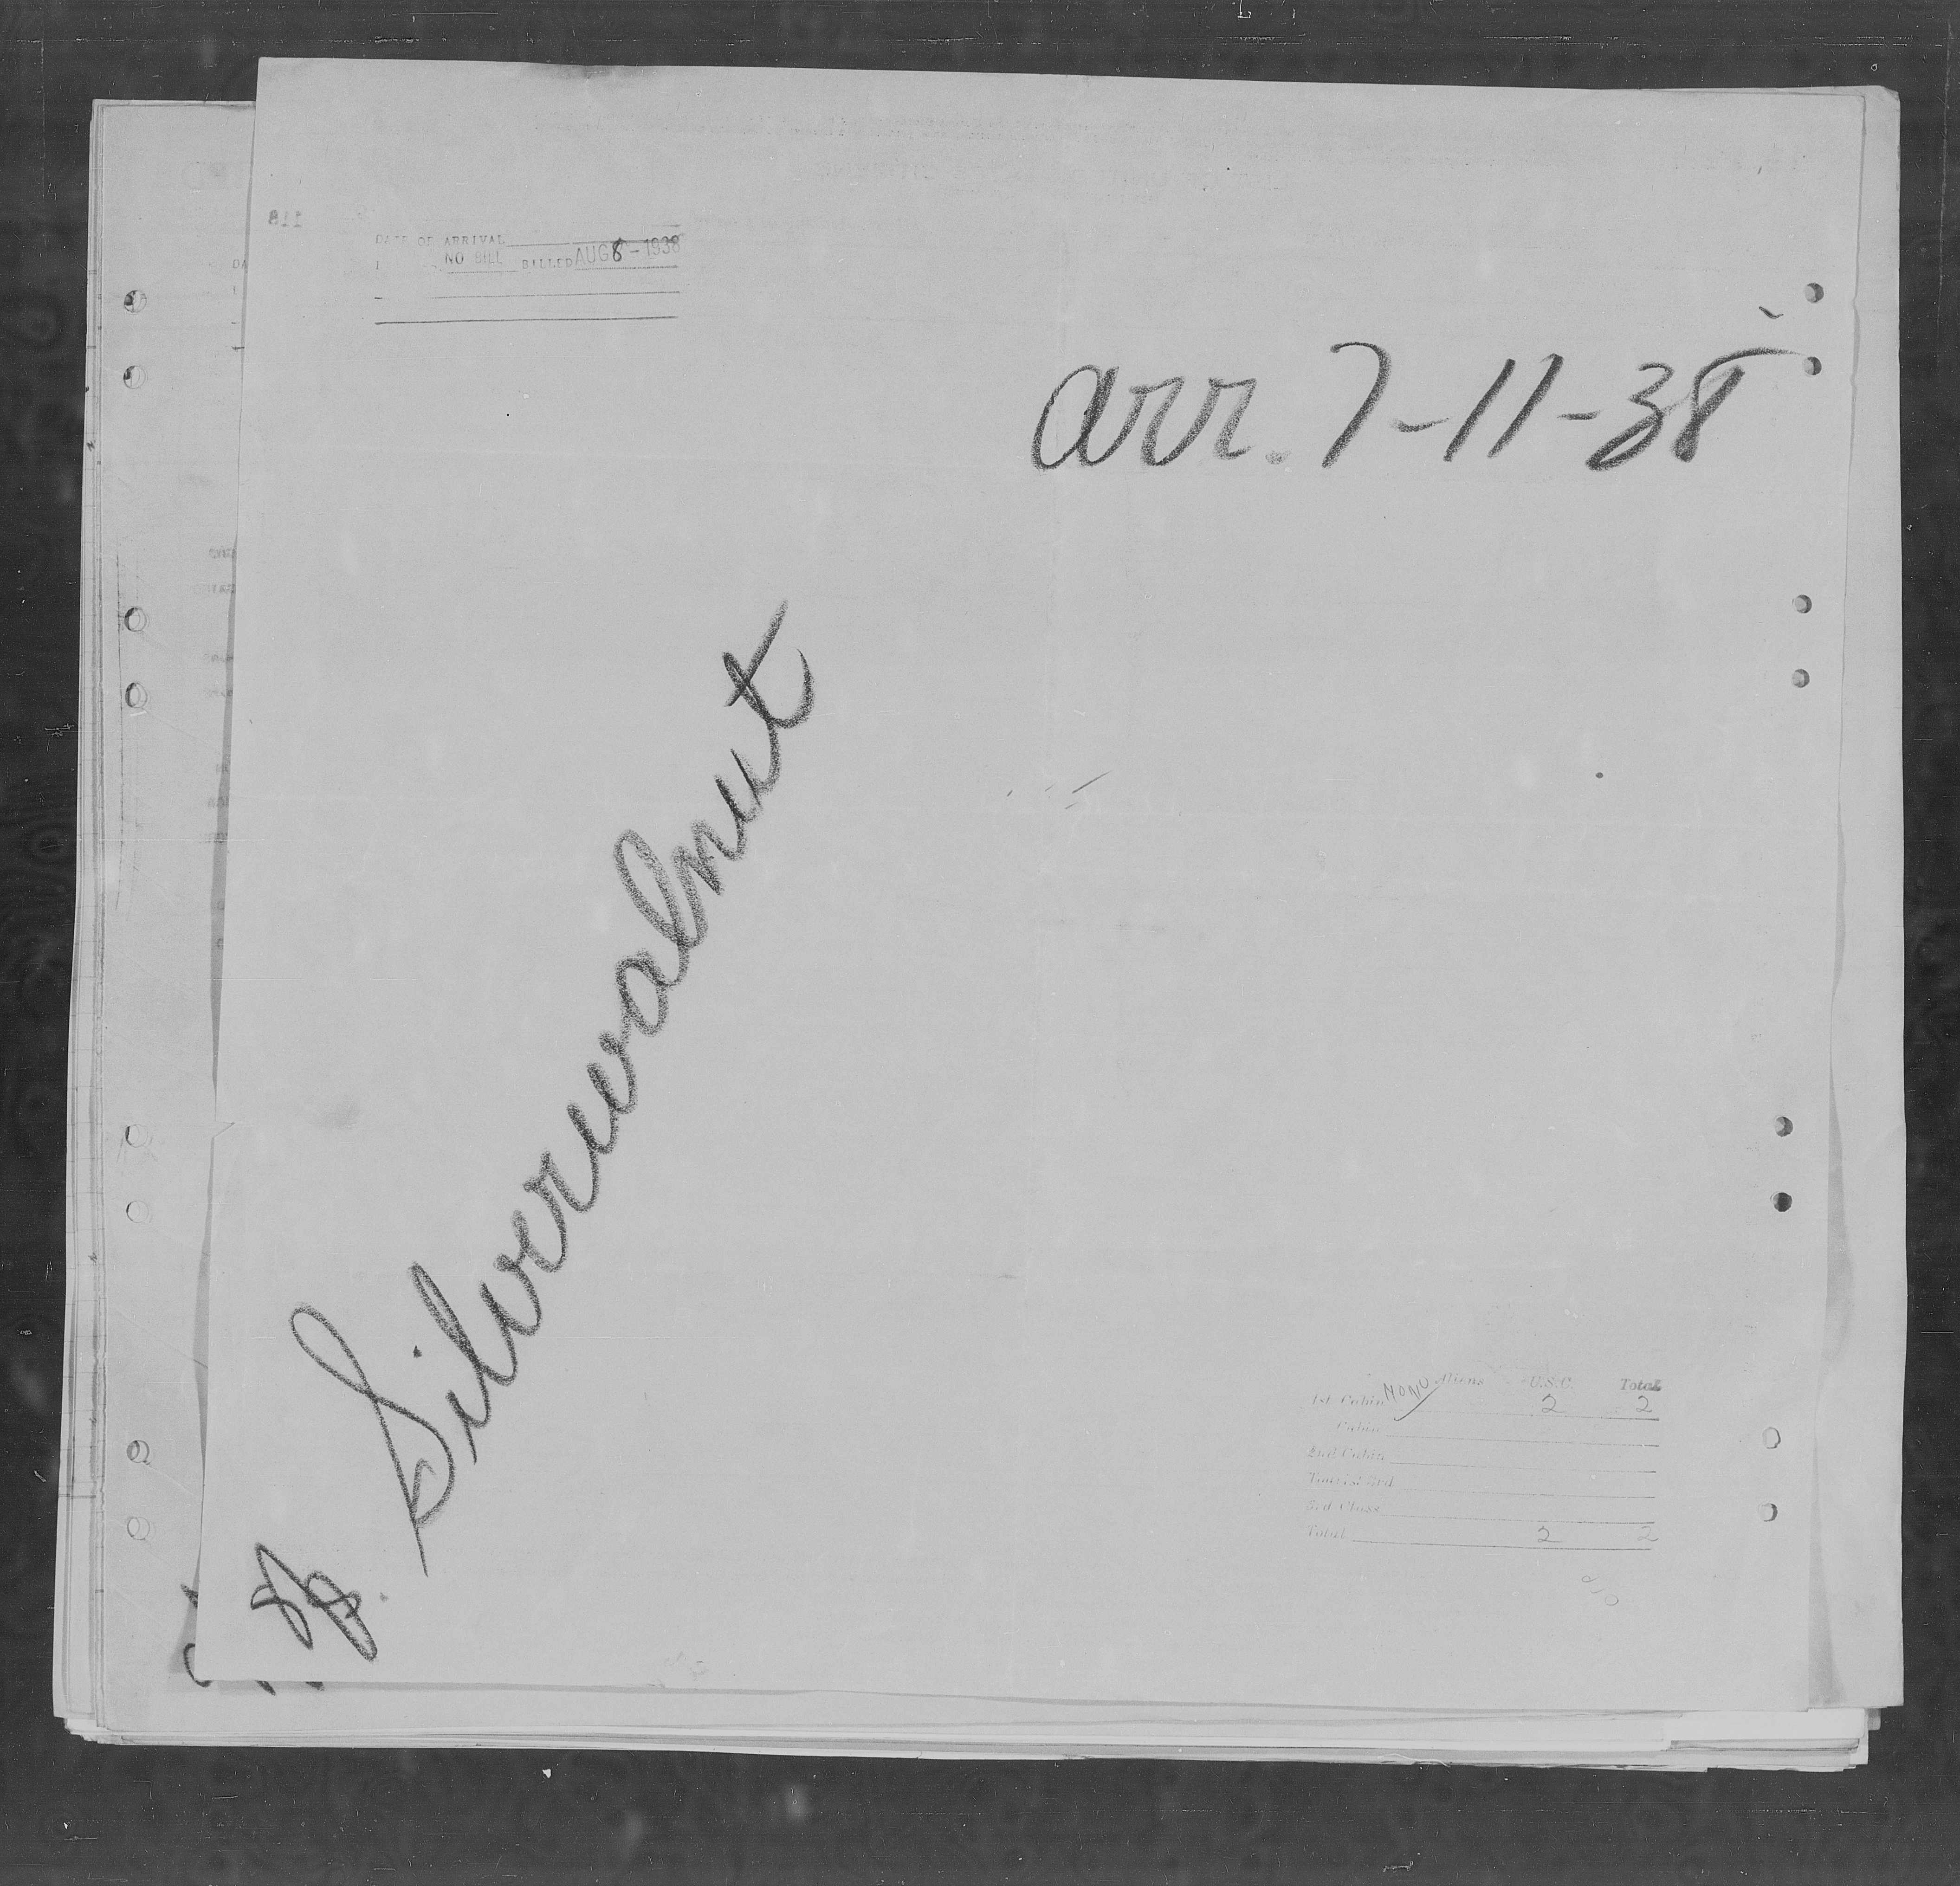 118
DATE OF ARRIVAL
NO BILL BILLED AUG 8 - 1938
arr. 7-11-38
SS. Silverwalnut
Aliens U.S.C. Total
1st Cabin NONE 2 2
Cabin
2nd Cabin
Tourist 3rd
3rd Class
Total 2 2